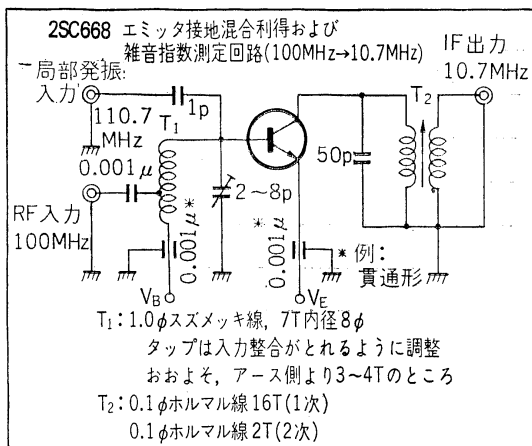 2SC668 エミッタ接地混合利得および
雑音指数測定回路(100MHz→10.7MHz)
IF出力
10.7MHz
局部発振
入力
1p
110.7
MHz
T1
T2
0.001μ
50p
2~8p
RF入力
100MHz
0.001μ*
0.001μ*
*例:
貫通形
VB
VE
T1:1.0φスズメッキ線, 7T内径8φ
タップは入力整合がとれるように調整
おおよそ, アース側より3~4Tのところ
T2:0.1φホルマル線16T(1次)
0.1φホルマル線2T(2次)